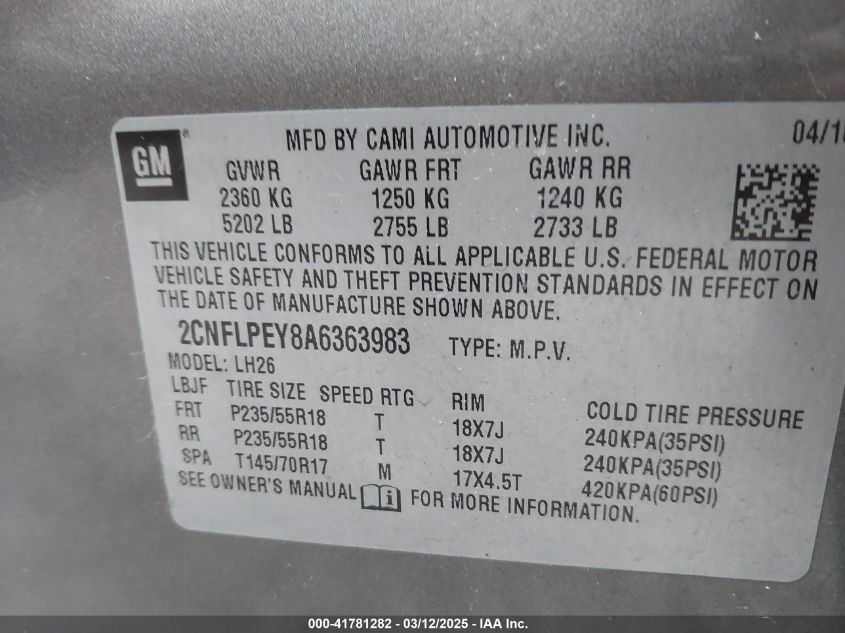 GM ®
MFD BY CAMI AUTOMOTIVE INC. 04/10
GVWR GAWR FRT GAWR RR
2360 KG 1250 KG 1240 KG
5202 LB 2755 LB 2733 LB
THIS VEHICLE CONFORMS TO ALL APPLICABLE U.S. FEDERAL MOTOR
VEHICLE SAFETY AND THEFT PREVENTION STANDARDS IN EFFECT ON
THE DATE OF MANUFACTURE SHOWN ABOVE.
2CNFLPEY8A6363983 TYPE: M.P.V.
MODEL: LH26
LBJF TIRE SIZE SPEED RTG RIM COLD TIRE PRESSURE
FRT P235/55R18 T 18X7J 240KPA(35PSI)
RR P235/55R18 T 18X7J 240KPA(35PSI)
SPA T145/70R17 M 17X4.5T 420KPA(60PSI)
SEE OWNER'S MANUAL i FOR MORE INFORMATION.
000-41781282 - 03/12/2025 - IAA Inc.